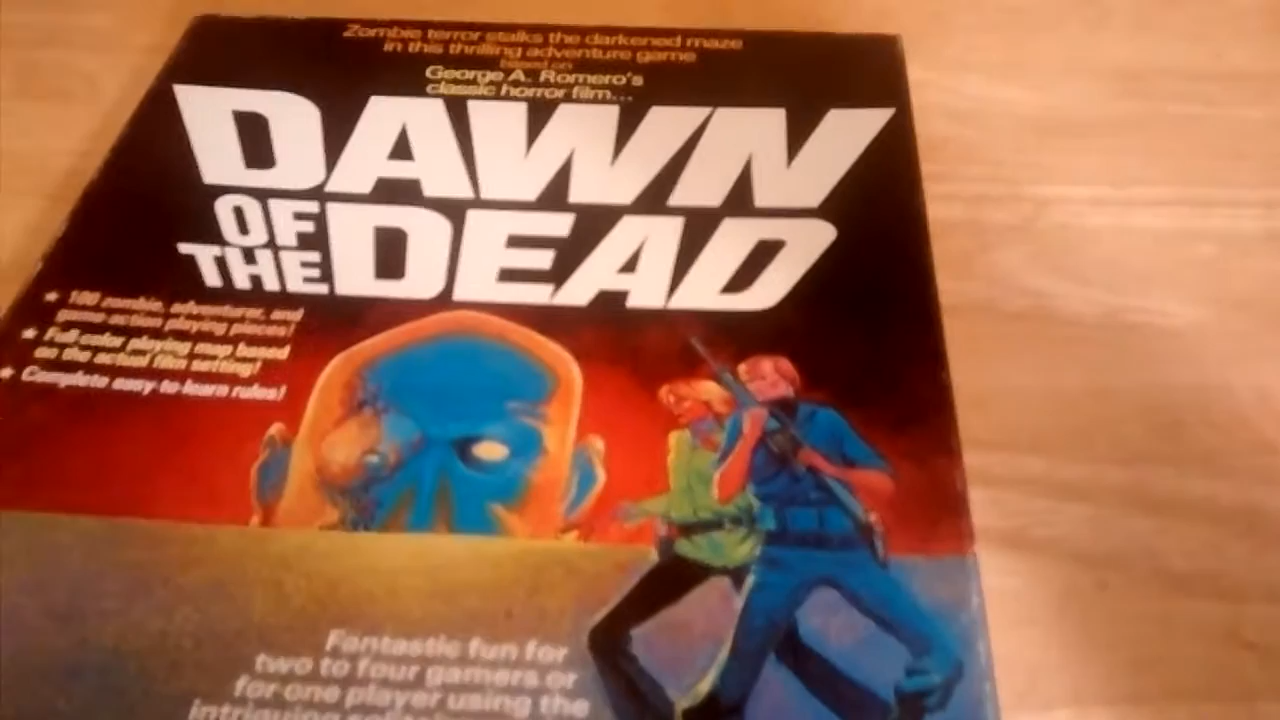 Zombie terror stalks the darkened maze
in this thrilling adventure game
based on
George A. Romero's
classic horror film...
DAWN
OF
THE DEAD
★ 100 zombie, adventurer, and
game-action playing pieces!
★ Full-color playing map based
on the actual film setting!
★ Complete easy-to-learn rules!
Fantastic fun for
two to four gamers or
for one player using the
intriguing